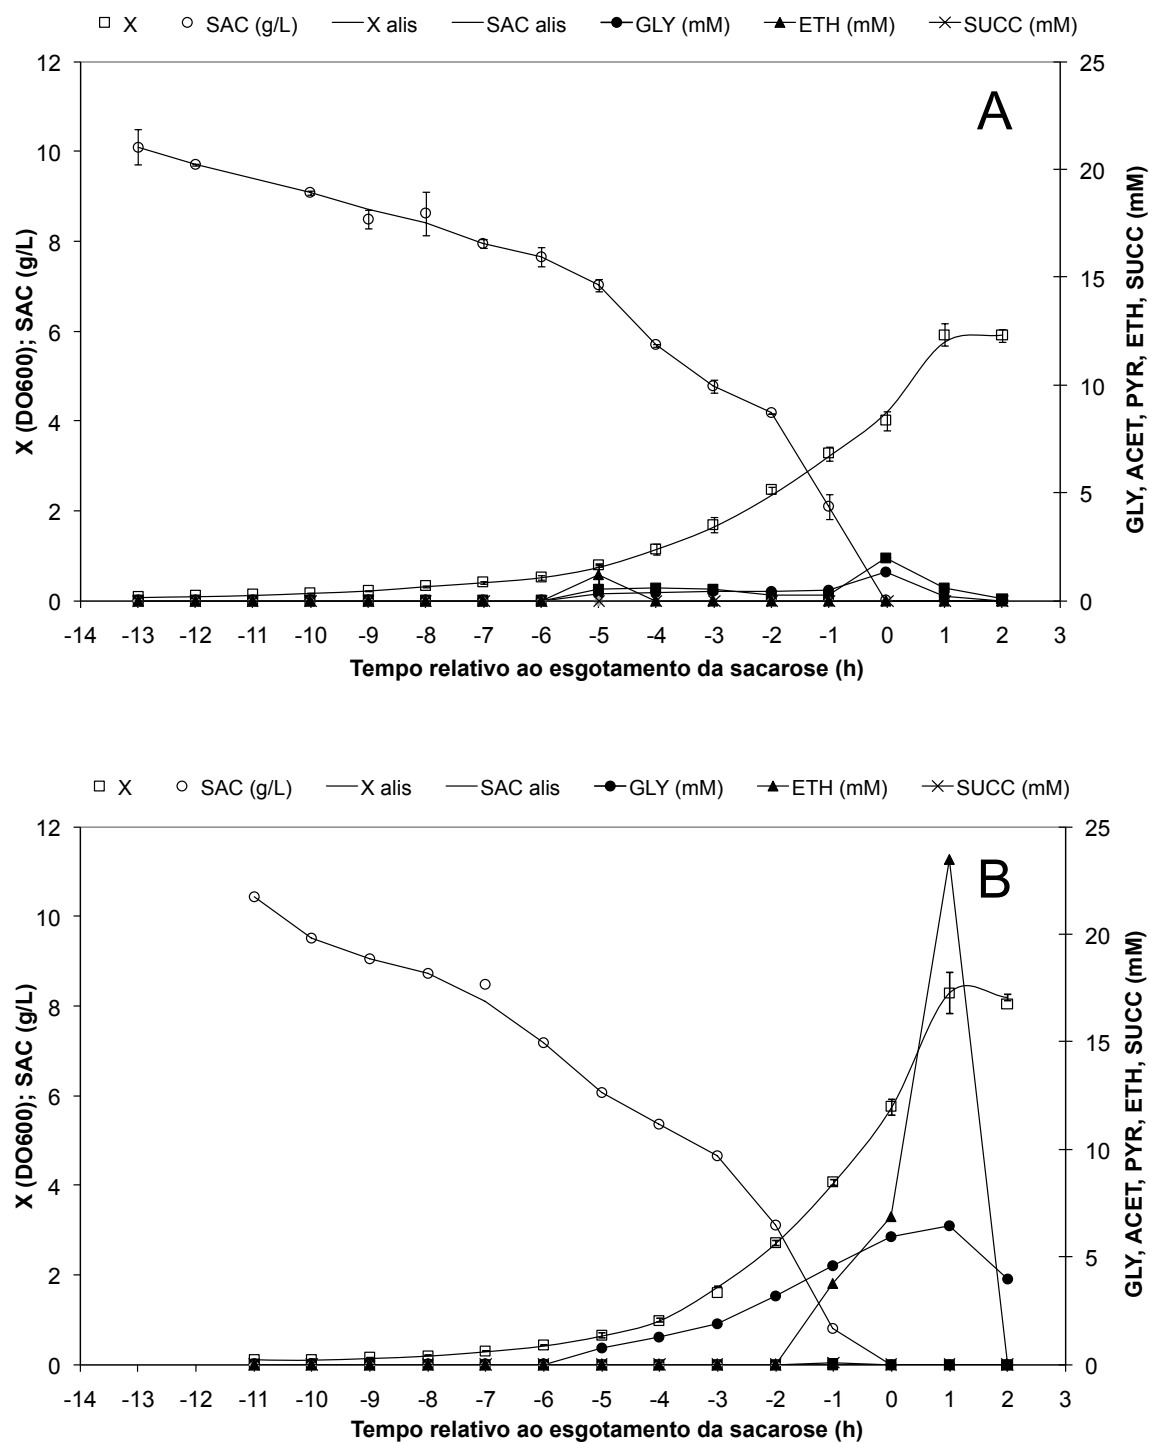 X SAC (g/L) X alis SAC alis GLY (mM) ETH (mM) SUCC (mM)
A
X (DO600); SAC (g/L)
12
10
8
6
4
2
0
25
20
15
10
5
0
GLY, ACET, PYR, ETH, SUCC (mM)
-14 -13 -12 -11 -10 -9 -8 -7 -6 -5 -4 -3 -2 -1 0 1 2 3
Tempo relativo ao esgotamento da sacarose (h)
X SAC (g/L) X alis SAC alis GLY (mM) ETH (mM) SUCC (mM)
B
X (DO600); SAC (g/L)
12
10
8
6
4
2
0
25
20
15
10
5
0
GLY, ACET, PYR, ETH, SUCC (mM)
-14 -13 -12 -11 -10 -9 -8 -7 -6 -5 -4 -3 -2 -1 0 1 2 3
Tempo relativo ao esgotamento da sacarose (h)